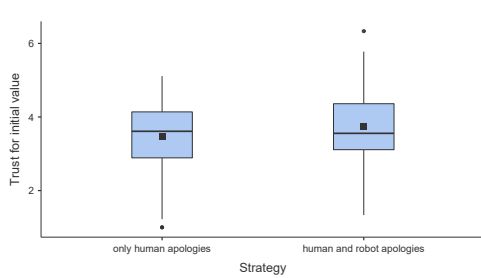 Trust for initial value
6
4
2
only human apologies
human and robot apologies
Strategy